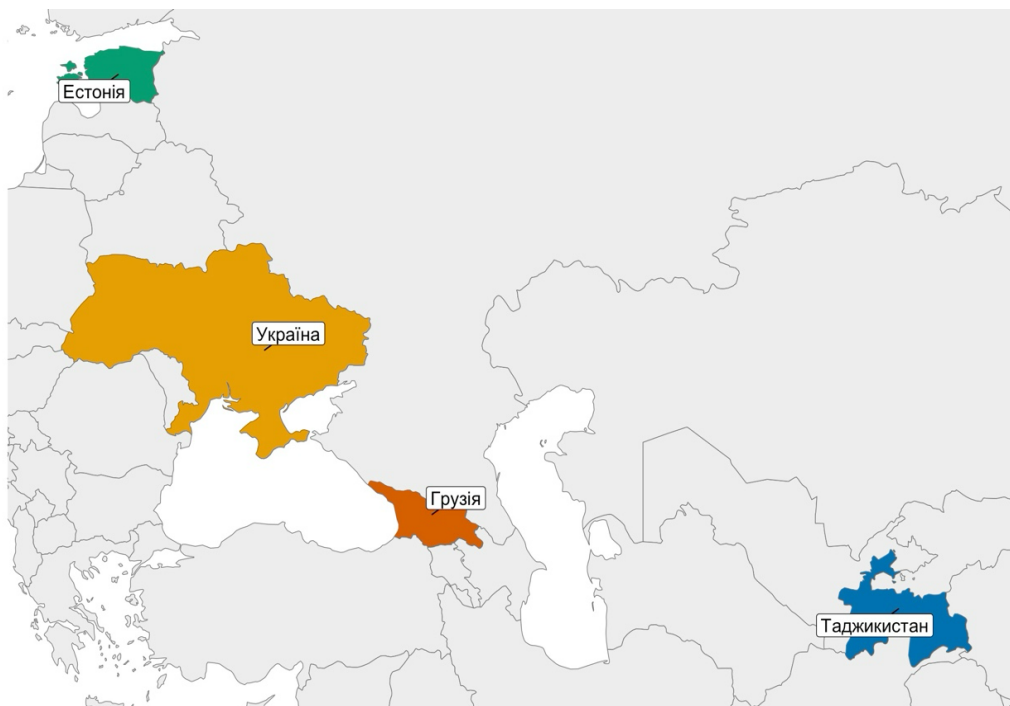 Естонія
Україна
Грузія
Таджикистан